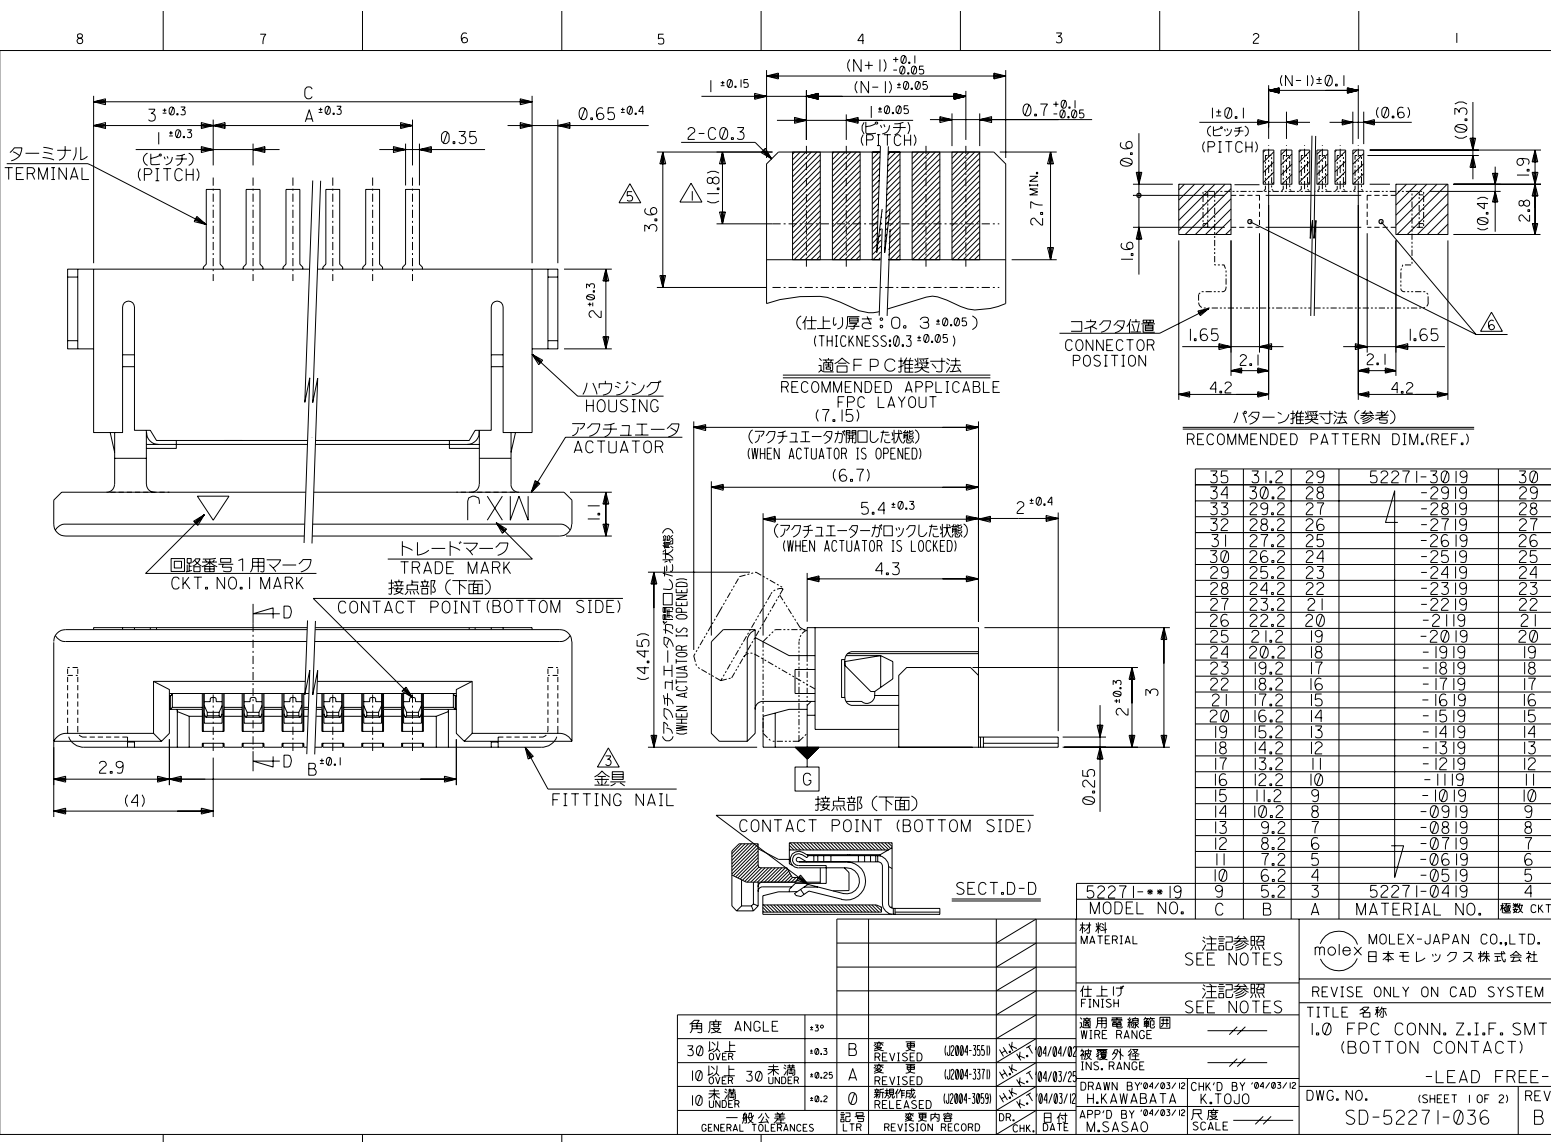 8 7 6 5 4 3 2 1
C
3 ±0.3
A ±0.3
0.65 ±0.4
1 ±0.3
(ピッチ)
(PITCH)
0.35
ターミナル
TERMINAL
2 ±0.3
ハウジング
HOUSING
アクチュエータ
ACTUATOR
1.1
MXJ
回路番号1用マーク
CKT. NO.1 MARK
トレードマーク
TRADE MARK
接点部 (下面)
CONTACT POINT(BOTTOM SIDE)
D
D
2.9
B ±0.1
(4)
3
金具
FITTING NAIL
(N+1) +0.1 -0.05
1 ±0.15
(N-1) ±0.05
1 ±0.05
(ピッチ)
(PITCH)
0.7 +0.1 -0.05
2-C0.3
5
3.6
1
(1.8)
2.7 MIN.
(仕上り厚さ:0. 3 ±0.05)
(THICKNESS:0.3 ±0.05)
適合FPC推奨寸法
RECOMMENDED APPLICABLE
FPC LAYOUT
(7.15)
(アクチュエータが開口した状態)
(WHEN ACTUATOR IS OPENED)
(6.7)
5.4 ±0.3
2 ±0.4
(アクチュエーターがロックした状態)
(WHEN ACTUATOR IS LOCKED)
4.3
(4.45)
(アクチュエータが開口した状態)
(WHEN ACTUATOR IS OPENED)
2 ±0.3
3
0.25
G
接点部 (下面)
CONTACT POINT (BOTTOM SIDE)
SECT.D-D
(N-1)±0.1
1±0.1
(ピッチ)
(PITCH)
(0.6)
(0.3)
0.6
1.9
(0.4)
2.8
1.6
コネクタ位置
CONNECTOR
POSITION
6
1.65
1.65
2.1
2.1
4.2
4.2
パターン推奨寸法 (参考)
RECOMMENDED PATTERN DIM.(REF.)
35 31.2 29 52271-3019 30
34 30.2 28 -2919 29
33 29.2 27 -2819 28
32 28.2 26 -2719 27
31 27.2 25 -2619 26
30 26.2 24 -2519 25
29 25.2 23 -2419 24
28 24.2 22 -2319 23
27 23.2 21 -2219 22
26 22.2 20 -2119 21
25 21.2 19 -2019 20
24 20.2 18 -1919 19
23 19.2 17 -1819 18
22 18.2 16 -1719 17
21 17.2 15 -1619 16
20 16.2 14 -1519 15
19 15.2 13 -1419 14
18 14.2 12 -1319 13
17 13.2 11 -1219 12
16 12.2 10 -1119 11
15 11.2 9 -1019 10
14 10.2 8 -0919 9
13 9.2 7 -0819 8
12 8.2 6 -0719 7
11 7.2 5 -0619 6
10 6.2 4 -0519 5
52271-**19 9 5.2 3 52271-0419 4
MODEL NO. C B A MATERIAL NO. 極数 CKT
材料
MATERIAL
注記参照
SEE NOTES
molex
MOLEX-JAPAN CO.,LTD.
日本モレックス株式会社
仕上げ
FINISH
注記参照
SEE NOTES
REVISE ONLY ON CAD SYSTEM
TITLE 名称
1.0 FPC CONN. Z.I.F. SMT
(BOTTON CONTACT)
-LEAD FREE-
適用電線範囲
WIRE RANGE
被覆外径
INS. RANGE
DRAWN BY '04/03/12
H.KAWABATA
CHK'D BY '04/03/12
K.TOJO
APP'D BY '04/03/12
M.SASAO
尺度
SCALE
DWG. NO. (SHEET 1 OF 2) REV
SD-52271-036 B
角度 ANGLE ±3°
30 以上 OVER ±0.3
10 以上 OVER 30 未満 UNDER ±0.25
10 未満 UNDER ±0.2
一般公差
GENERAL TOLERANCES
B 変更 REVISED (J2004-3551) H.K K.T 04/04/02
A 変更 REVISED (J2004-3371) H.K K.T 04/03/25
0 新規作成 RELEASED (J2004-3059) H.K K.T 04/03/12
記号 LTR
変更内容 REVISION RECORD
DR. CHK.
日付 DATE